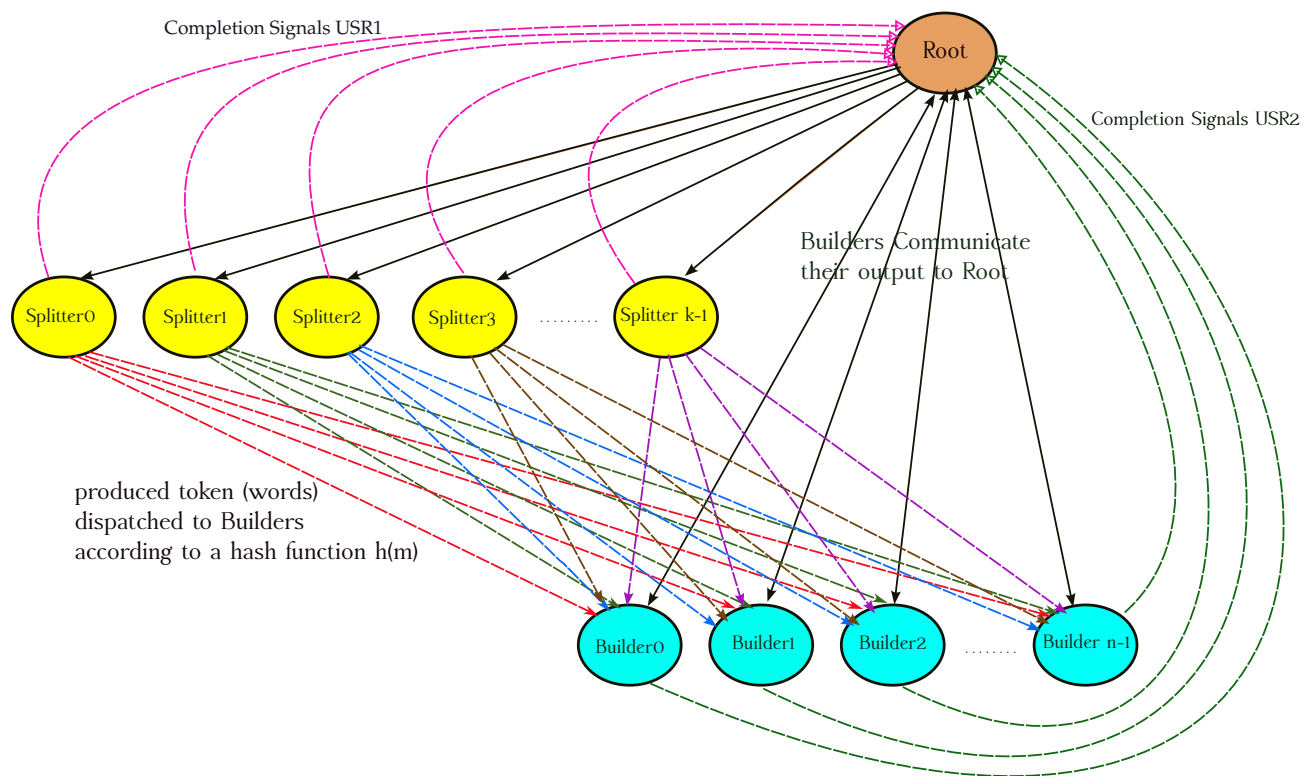 Completion Signals USR1
Root
Completion Signals USR2
Builders Communicate
their output to Root
Splitter0
Splitter1
Splitter2
Splitter3
.........
Splitter k-1
produced token (words)
dispatched to Builders
according to a hash function h(m)
Builder0
Builder1
Builder2
........
Builder n-1